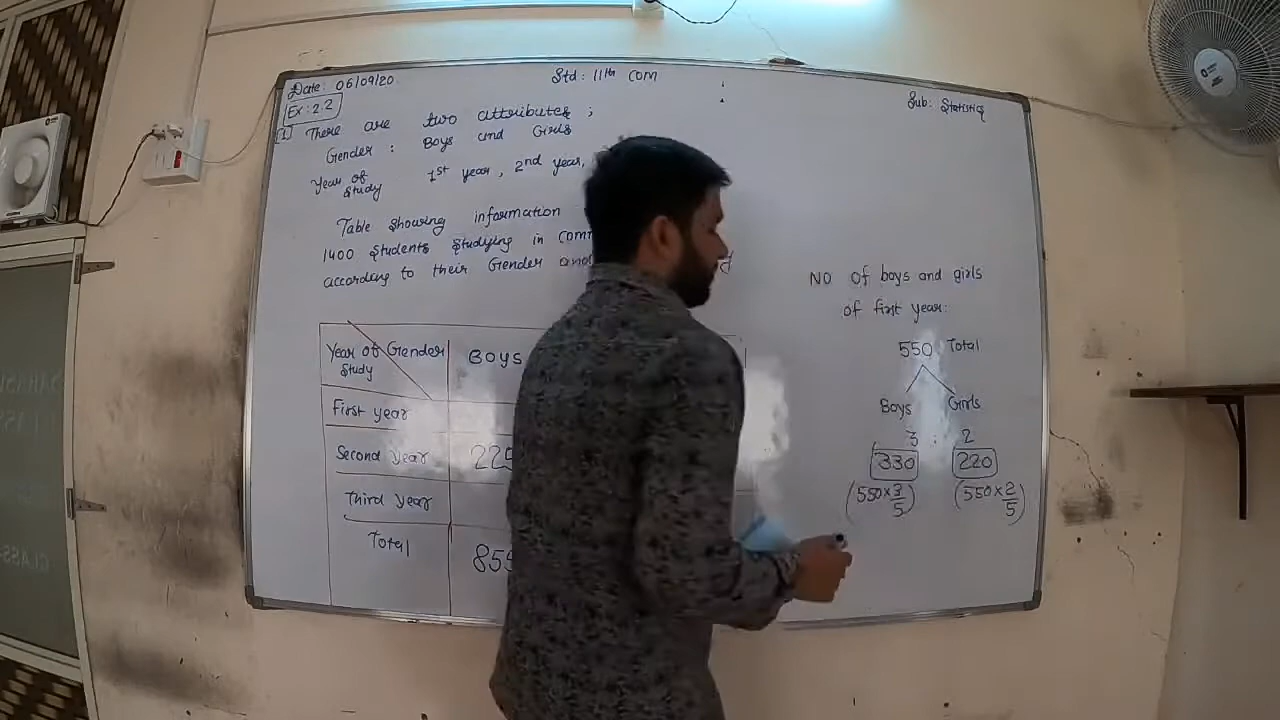 Date: 06/09/20
Std: 11th Com
Sub: Statistics
Ex: 2.2
1 There are two attributes ;
Gender : Boys and Girls
Year of Study 1st year, 2nd year,
Table showing information
1400 students studying in
according to their Gender
Year of Study Gender Boys
First year
Second year 225
Third year
Total 855
No of boys and girls
of first year:
550 Total
Boys Girls
3 : 2
330 220
(550×3/5) (550×2/5)